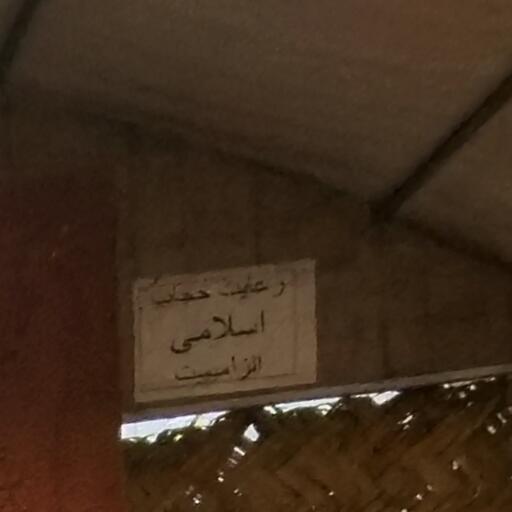 رعایت حجاب
اسلامی
الزامیست